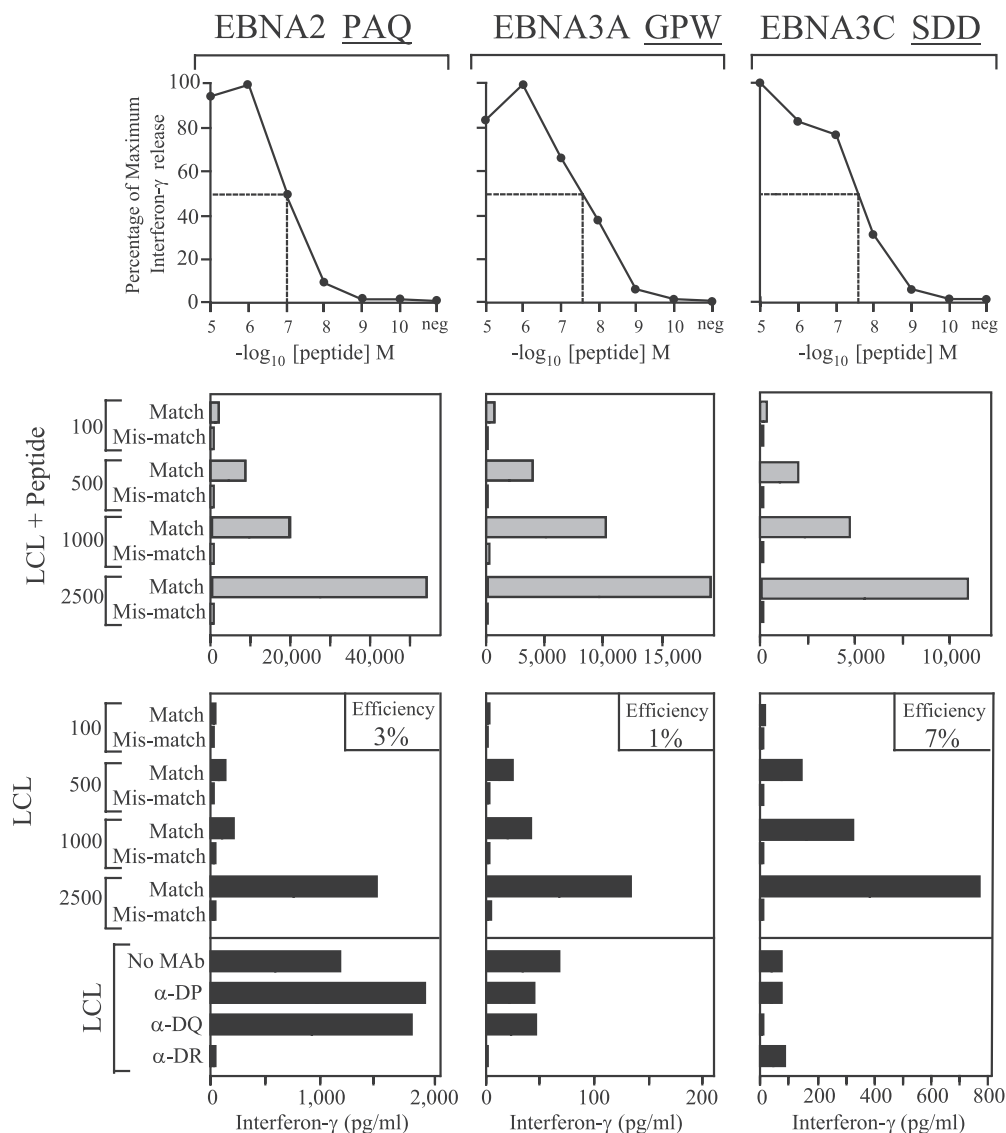 EBNA2 PAQ EBNA3A GPW EBNA3C SDD
Percentage of Maximum
Interferon-γ release
100
80
60
40
20
0
5 6 7 8 9 10 neg
5 6 7 8 9 10 neg
5 6 7 8 9 10 neg
-log10 [peptide] M
-log10 [peptide] M
-log10 [peptide] M
LCL + Peptide
100
Match
Mis-match
500
Match
Mis-match
1000
Match
Mis-match
2500
Match
Mis-match
0 20,000 40,000
0 5,000 10,000 15,000
0 5,000 10,000
LCL
100
Match
Mis-match
500
Match
Mis-match
1000
Match
Mis-match
2500
Match
Mis-match
Efficiency
3%
Efficiency
1%
Efficiency
7%
LCL
No MAb
α-DP
α-DQ
α-DR
0 1,000 2,000
0 50 100 200
0 200 400 600 800
Interferon-γ (pg/ml)
Interferon-γ (pg/ml)
Interferon-γ (pg/ml)